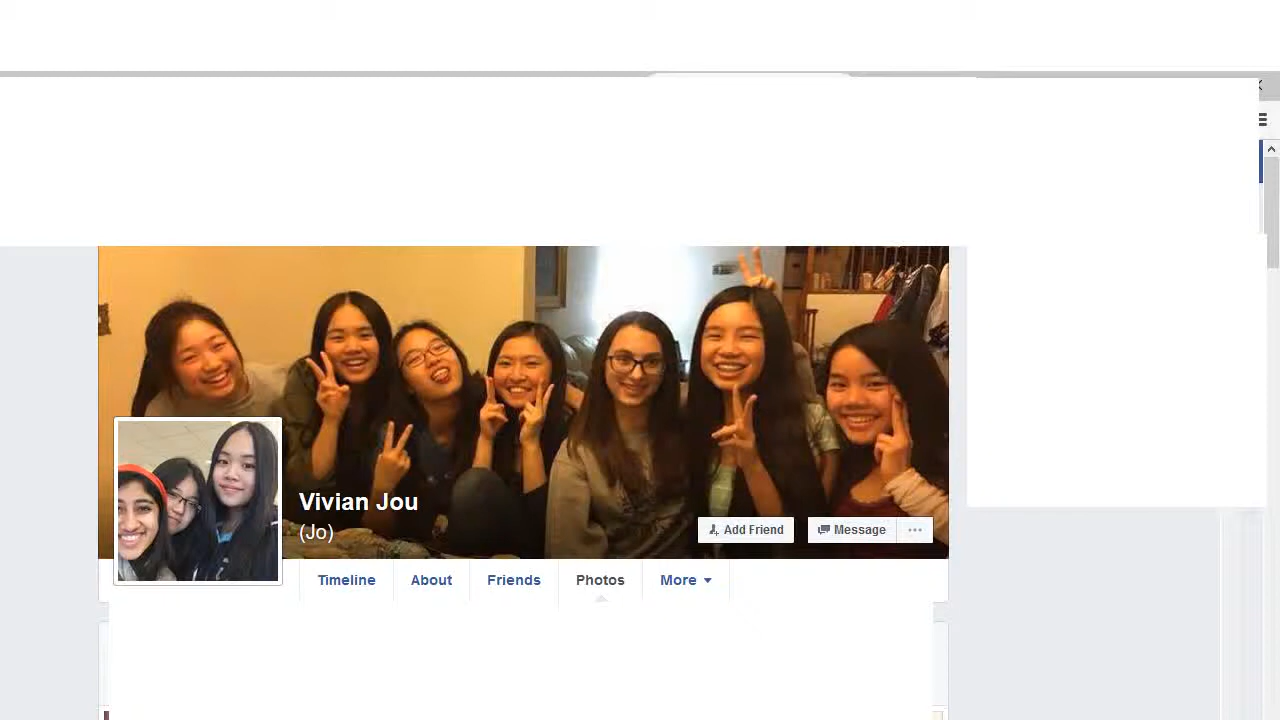 Vivian Jou
(Jo)
Add Friend
Message
Timeline
About
Friends
Photos
More